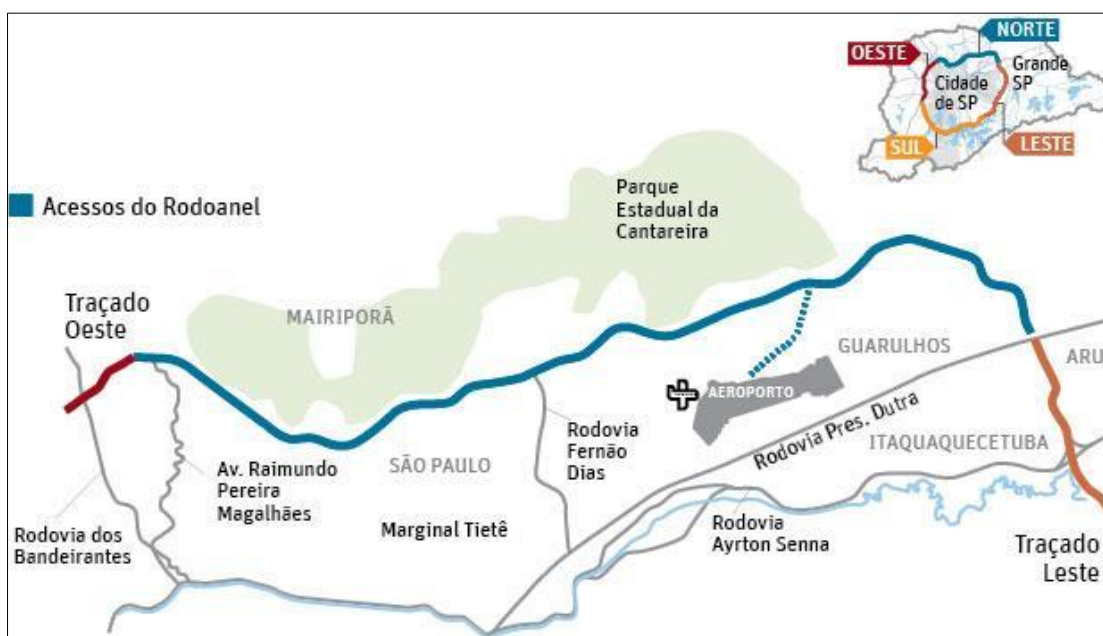 NORTE
OESTE
Grande
SP
Cidade
de SP
SUL
LESTE
Acessos do Rodoanel
Parque
Estadual da
Cantareira
Traçado
Oeste
MAIRIPORÃ
GUARULHOS
ARU
AEROPORTO
Rodovia Pres. Dutra
ITAQUAQUECETUBA
SÃO PAULO
Rodovia
Fernão
Dias
Av. Raimundo
Pereira
Magalhães
Marginal Tietê
Rodovia dos
Bandeirantes
Rodovia
Ayrton Senna
Traçado
Leste